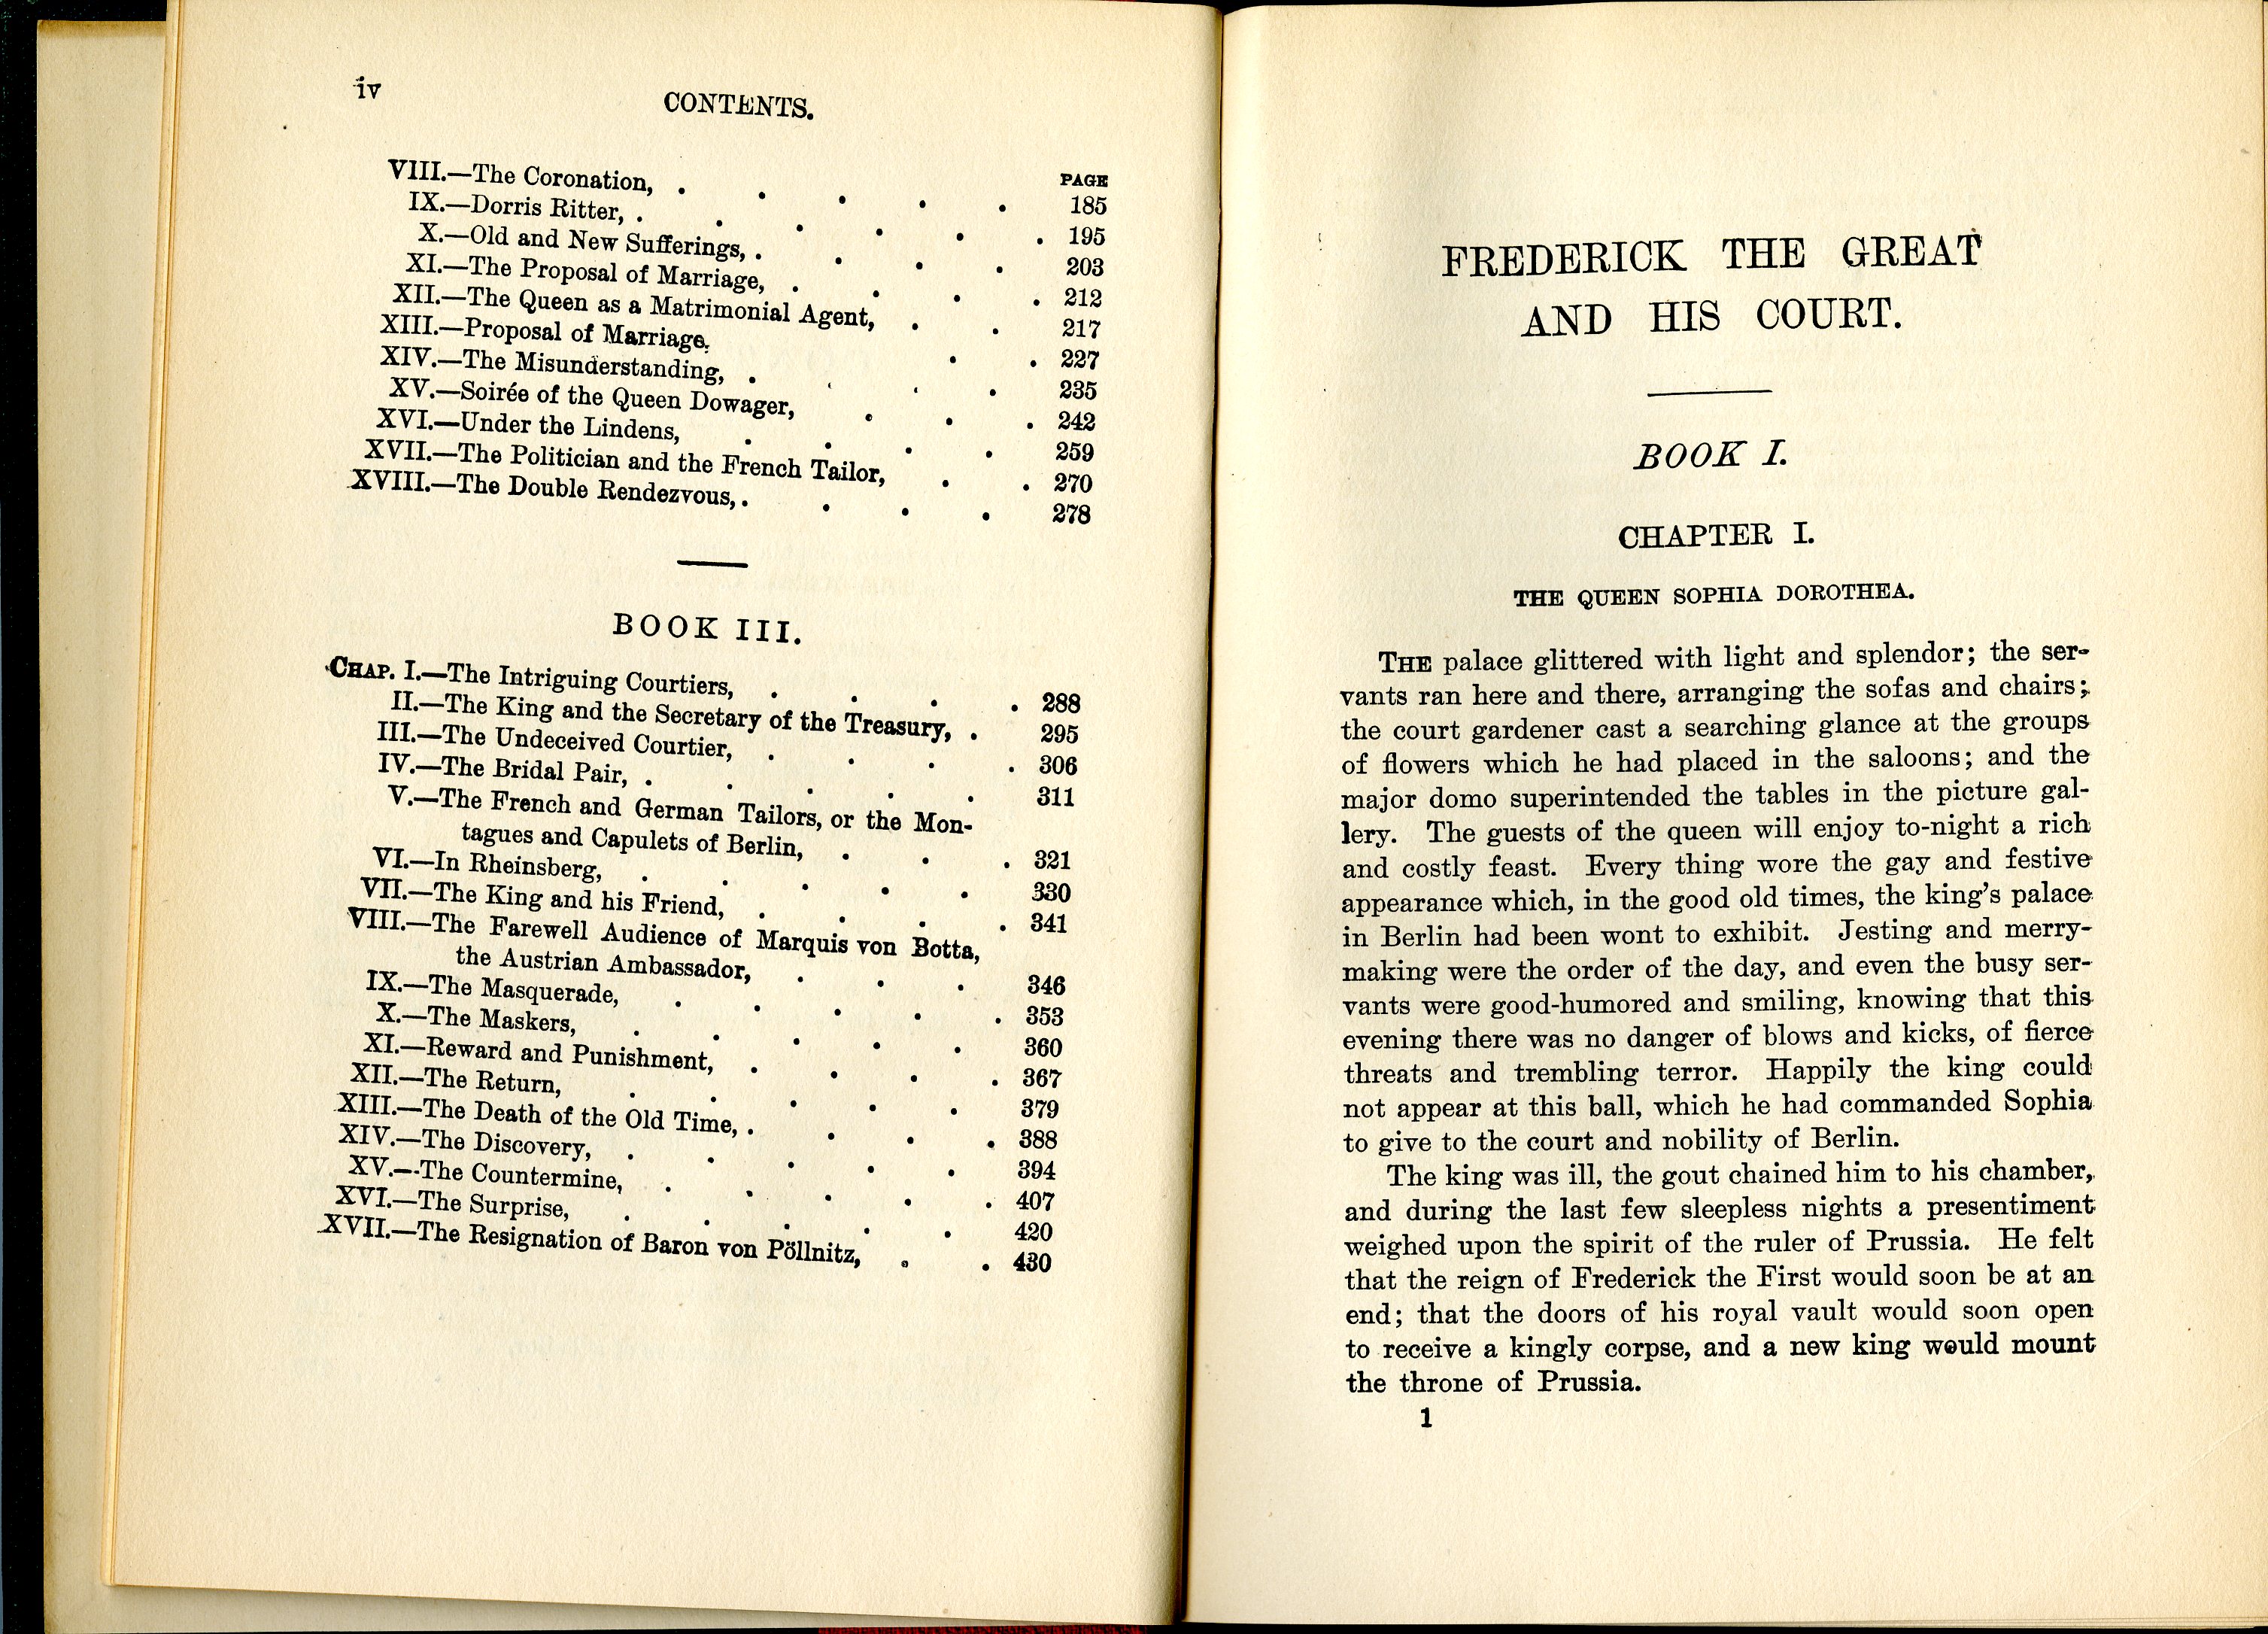 iv
CONTENTS.
PAGE
VIII.—The Coronation, . . . . . 185
IX.—Dorris Ritter, . . . . . . 195
X.—Old and New Sufferings, . . . . 203
XI.—The Proposal of Marriage, . . . . 212
XII.—The Queen as a Matrimonial Agent, . . 217
XIII.—Proposal of Marriage, . . 227
XIV.—The Misunderstanding, . . . . 235
XV.—Soirée of the Queen Dowager, . . . 242
XVI.—Under the Lindens, . . . . 259
XVII.—The Politician and the French Tailor, . . 270
XVIII.—The Double Rendezvous, . . . . 278
BOOK III.
CHAP. I.—The Intriguing Courtiers, . . . . 288
II.—The King and the Secretary of the Treasury, . 295
III.—The Undeceived Courtier, . . . . 306
IV.—The Bridal Pair, . . . . . 311
V.—The French and German Tailors, or the Mon-
tagues and Capulets of Berlin, . . . 321
VI.—In Rheinsberg, . . . . . 330
VII.—The King and his Friend, . . . . 341
VIII.—The Farewell Audience of Marquis von Botta,
the Austrian Ambassador, . . . 346
IX.—The Masquerade, . . . . . 353
X.—The Maskers, . . . . . 360
XI.—Reward and Punishment, . . . . 367
XII.—The Return, . . . . . 379
XIII.—The Death of the Old Time, . . . . 388
XIV.—The Discovery, . . . . . 394
XV.—The Countermine, . . . . . 407
XVI.—The Surprise, . . . . . 420
XVII.—The Resignation of Baron von Pöllnitz, . . 430
FREDERICK THE GREAT
AND HIS COURT.
BOOK I.
CHAPTER I.
THE QUEEN SOPHIA DOROTHEA.
THE palace glittered with light and splendor; the ser-
vants ran here and there, arranging the sofas and chairs;
the court gardener cast a searching glance at the groups
of flowers which he had placed in the saloons; and the
major domo superintended the tables in the picture gal-
lery. The guests of the queen will enjoy to-night a rich
and costly feast. Every thing wore the gay and festive
appearance which, in the good old times, the king's palace
in Berlin had been wont to exhibit. Jesting and merry-
making were the order of the day, and even the busy ser-
vants were good-humored and smiling, knowing that this
evening there was no danger of blows and kicks, of fierce
threats and trembling terror. Happily the king could
not appear at this ball, which he had commanded Sophia
to give to the court and nobility of Berlin.
The king was ill, the gout chained him to his chamber,
and during the last few sleepless nights a presentiment
weighed upon the spirit of the ruler of Prussia. He felt
that the reign of Frederick the First would soon be at an
end; that the doors of his royal vault would soon open
to receive a kingly corpse, and a new king would mount
the throne of Prussia.
1